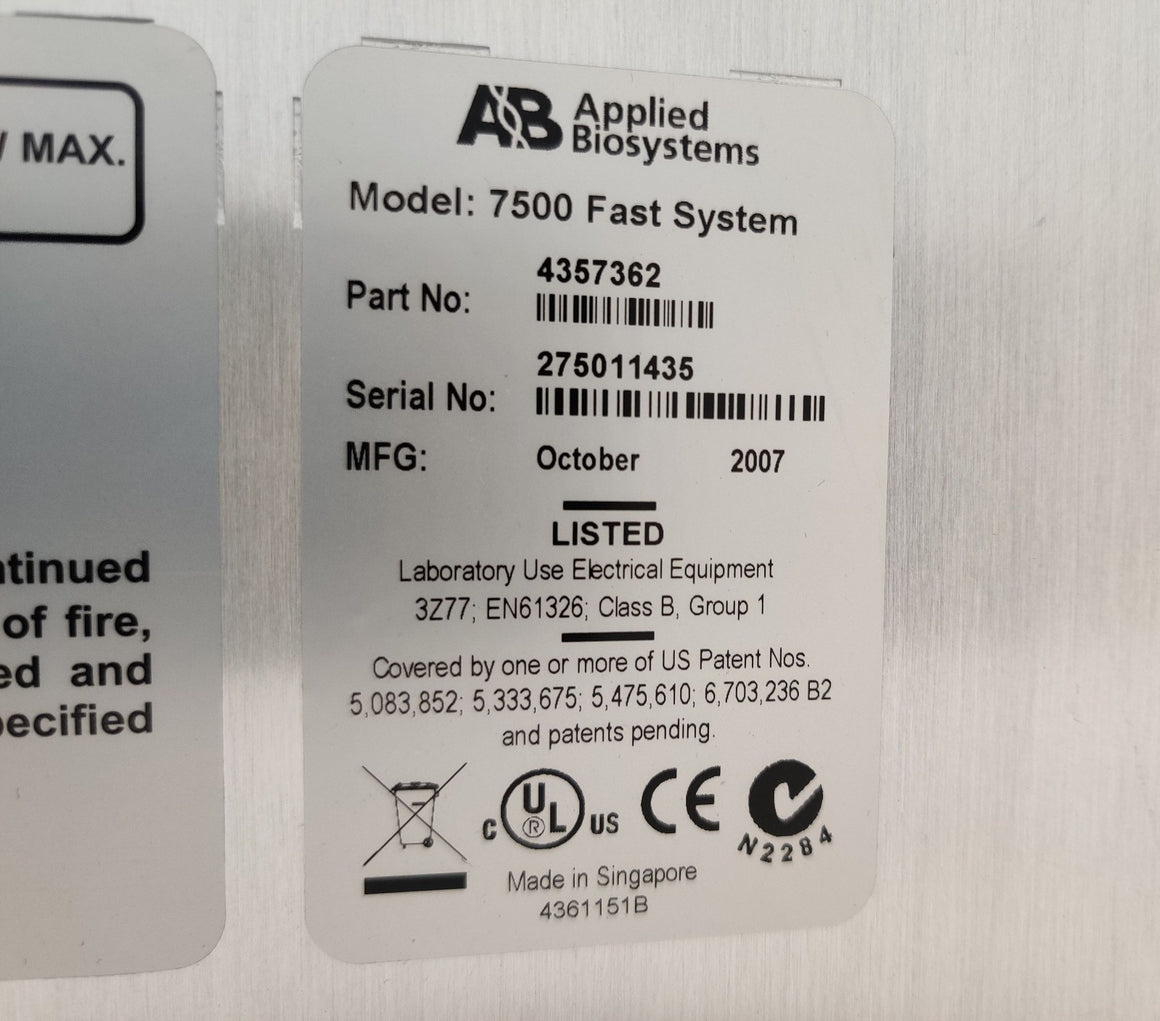 MAX.
ntinued
of fire,
ed and
pecified
AB Applied
Biosystems
Model: 7500 Fast System
4357362
Part No:
275011435
Serial No:
MFG: October 2007
LISTED
Laboratory Use Electrical Equipment
3Z77; EN61326; Class B, Group 1
Covered by one or more of US Patent Nos.
5,083,852; 5,333,675; 5,475,610; 6,703,236 B2
and patents pending.
C UL ® US CE N2284
Made in Singapore
4361151B